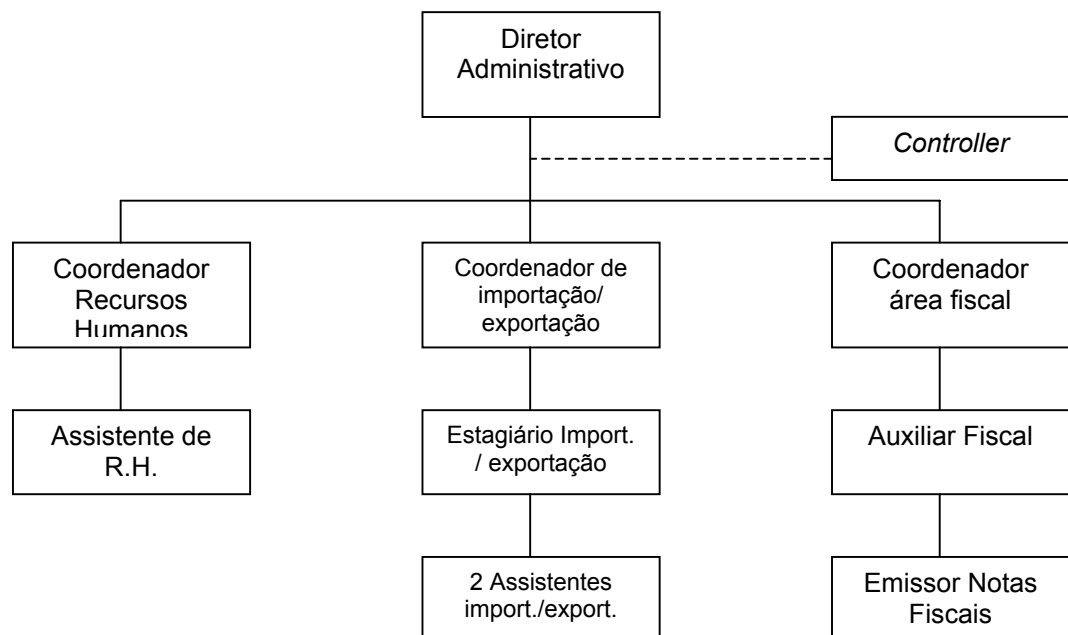 Diretor
Administrativo
Controller
Coordenador
Recursos
Humanos
Coordenador de
importação/
exportação
Coordenador
área fiscal
Assistente de
R.H.
Estagiário Import.
/ exportação
Auxiliar Fiscal
2 Assistentes
import./export.
Emissor Notas
Fiscais